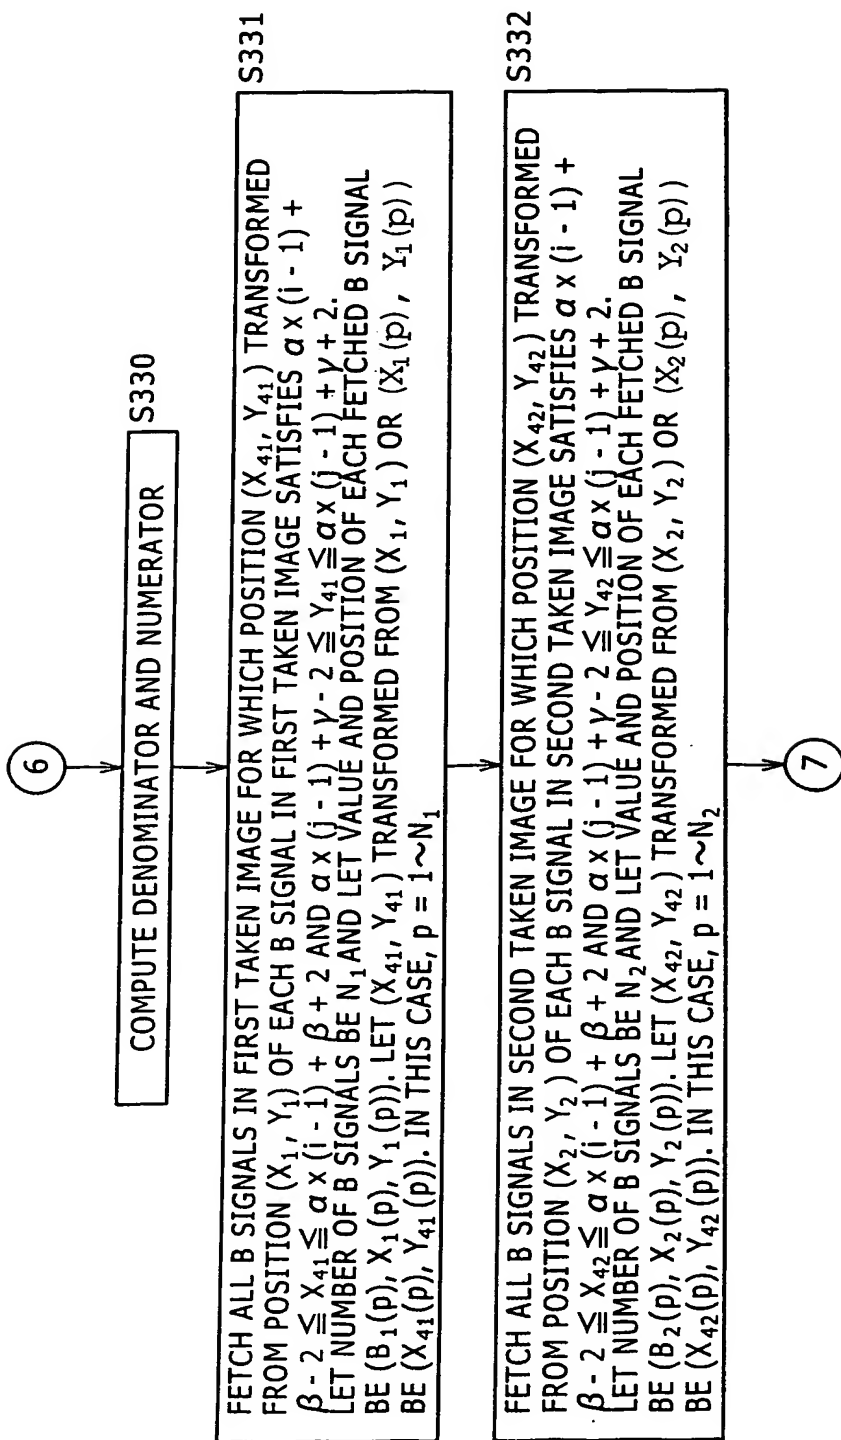 6
COMPUTE DENOMINATOR AND NUMERATOR
S330
S331
FETCH ALL B SIGNALS IN FIRST TAKEN IMAGE FOR WHICH POSITION (X₄₁, Y₄₁) TRANSFORMED
FROM POSITION (X₁, Y₁) OF EACH B SIGNAL IN FIRST TAKEN IMAGE SATISFIES α x (i - 1) +
β - 2 ≦ X₄₁ ≦ α x (i - 1) + β + 2 AND α x (j - 1) + γ - 2 ≦ Y₄₁ ≦ α x (j - 1) + γ + 2.
LET NUMBER OF B SIGNALS BE N₁ AND LET VALUE AND POSITION OF EACH FETCHED B SIGNAL
BE (B₁(p), X₁(p), Y₁(p)). LET (X₄₁, Y₄₁) TRANSFORMED FROM (X₁, Y₁) OR (X₁(p), Y₁(p))
BE (X₄₁(p), Y₄₁(p)). IN THIS CASE, p = 1~N₁
S332
FETCH ALL B SIGNALS IN SECOND TAKEN IMAGE FOR WHICH POSITION (X₄₂, Y₄₂) TRANSFORMED
FROM POSITION (X₂, Y₂) OF EACH B SIGNAL IN SECOND TAKEN IMAGE SATISFIES α x (i - 1) +
β - 2 ≦ X₄₂ ≦ α x (i - 1) + β + 2 AND α x (j - 1) + γ - 2 ≦ Y₄₂ ≦ α x (j - 1) + γ + 2.
LET NUMBER OF B SIGNALS BE N₂ AND LET VALUE AND POSITION OF EACH FETCHED B SIGNAL
BE (B₂(p), X₂(p), Y₂(p)). LET (X₄₂, Y₄₂) TRANSFORMED FROM (X₂, Y₂) OR (X₂(p), Y₂(p))
BE (X₄₂(p), Y₄₂(p)). IN THIS CASE, p = 1~N₂
7